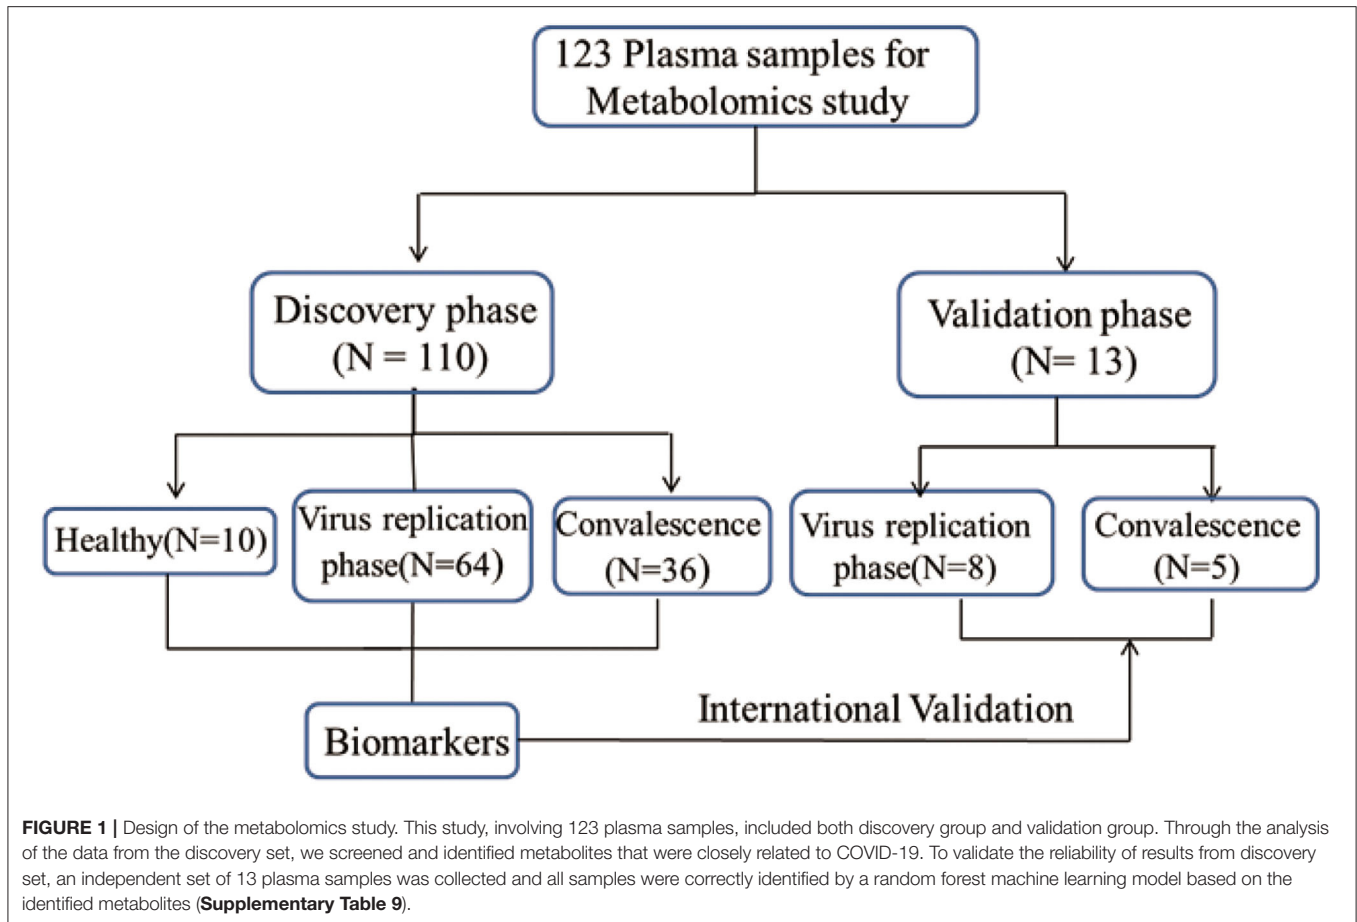 123 Plasma samples for
Metabolomics study
Discovery phase
(N = 110)
Validation phase
(N= 13)
Healthy(N=10)
Virus replication
phase(N=64)
Convalescence
(N=36)
Virus replication
phase(N=8)
Convalescence
(N=5)
Biomarkers
International Validation
FIGURE 1 | Design of the metabolomics study. This study, involving 123 plasma samples, included both discovery group and validation group. Through the analysis
of the data from the discovery set, we screened and identified metabolites that were closely related to COVID-19. To validate the reliability of results from discovery
set, an independent set of 13 plasma samples was collected and all samples were correctly identified by a random forest machine learning model based on the
identified metabolites (Supplementary Table 9).